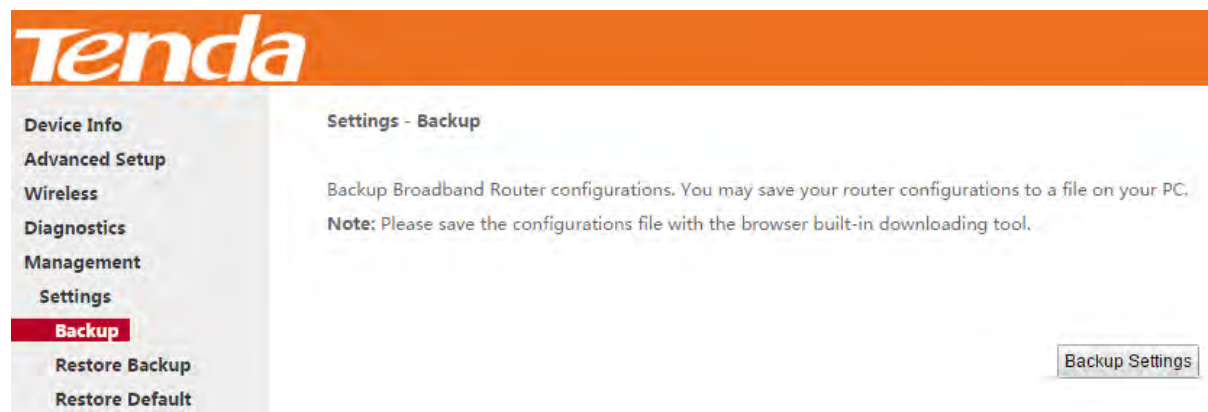 Tenda
Device Info
Advanced Setup
Wireless
Diagnostics
Management
Settings
Backup
Restore Backup
Restore Default
Settings - Backup
Backup Broadband Router configurations. You may save your router configurations to a file on your PC.
Note: Please save the configurations file with the browser built-in downloading tool.
Backup Settings